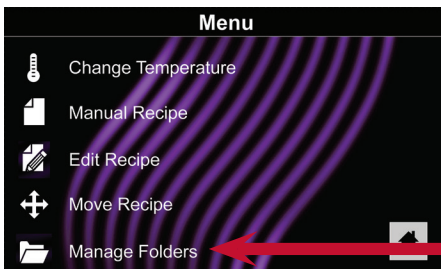 Menu
Change Temperature
Manual Recipe
Edit Recipe
Move Recipe
Manage Folders